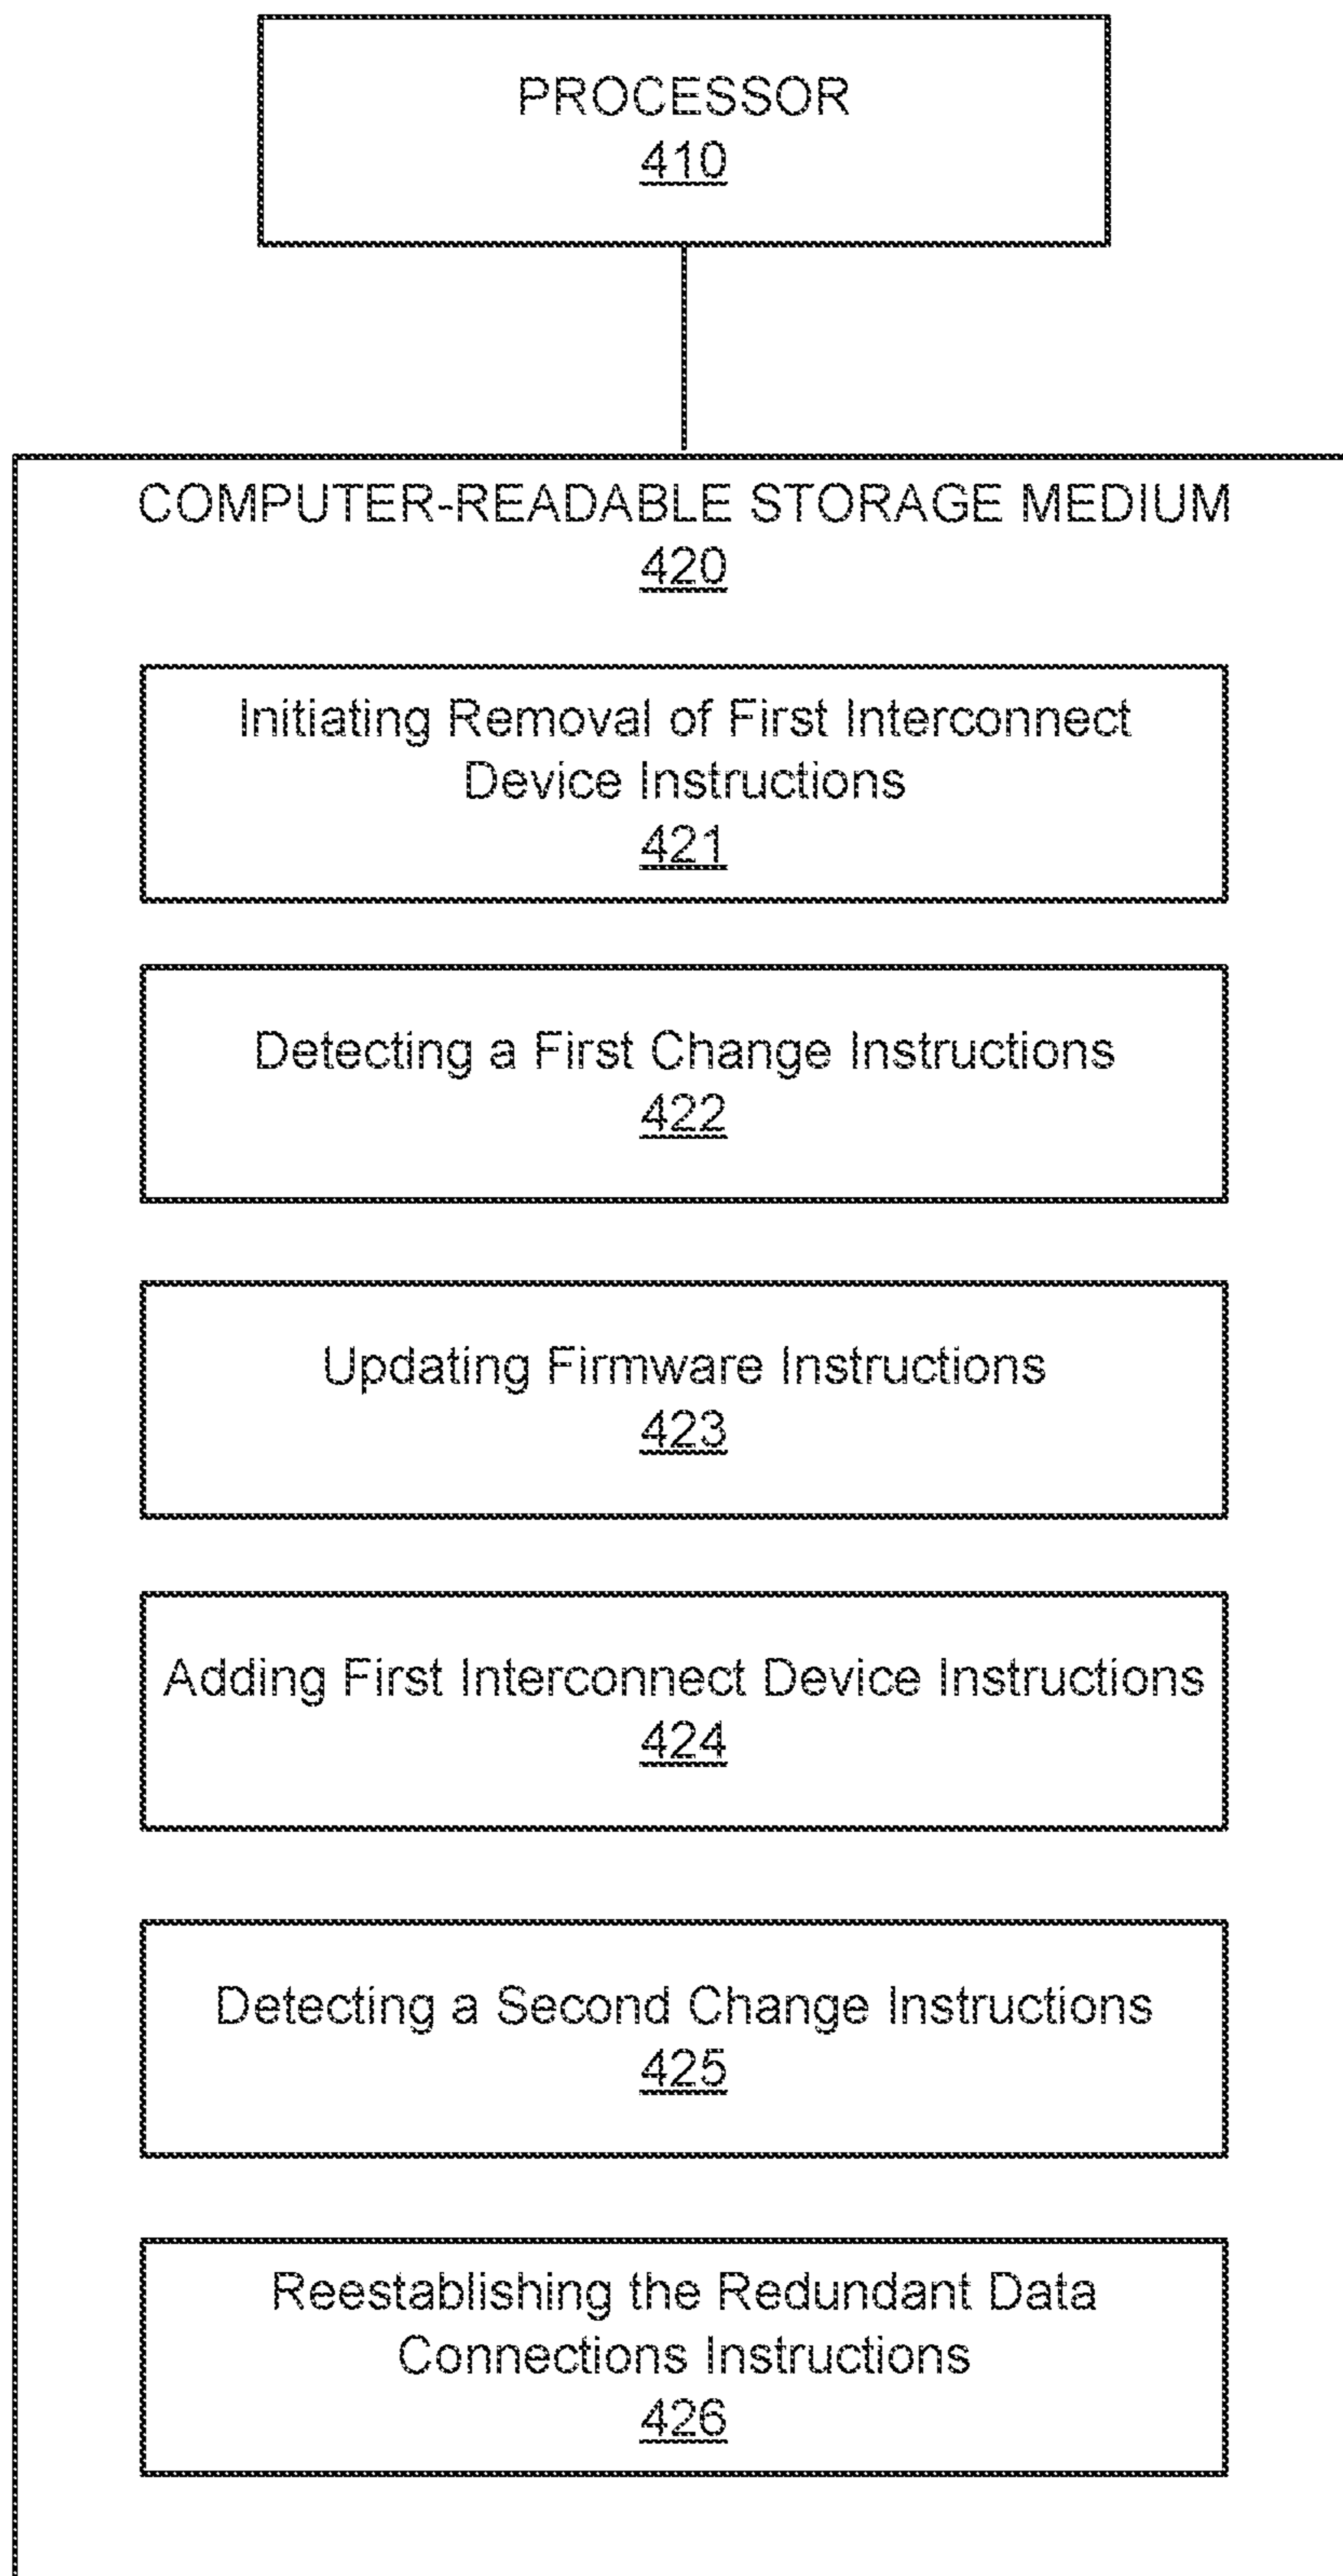 PROCESSOR
410
COMPUTER-READABLE STORAGE MEDIUM
420
Initiating Removal of First Interconnect
Device Instructions
421
Detecting a First Change Instructions
422
Updating Firmware Instructions
423
Adding First Interconnect Device Instructions
424
Detecting a Second Change Instructions
425
Reestablishing the Redundant Data
Connections Instructions
426